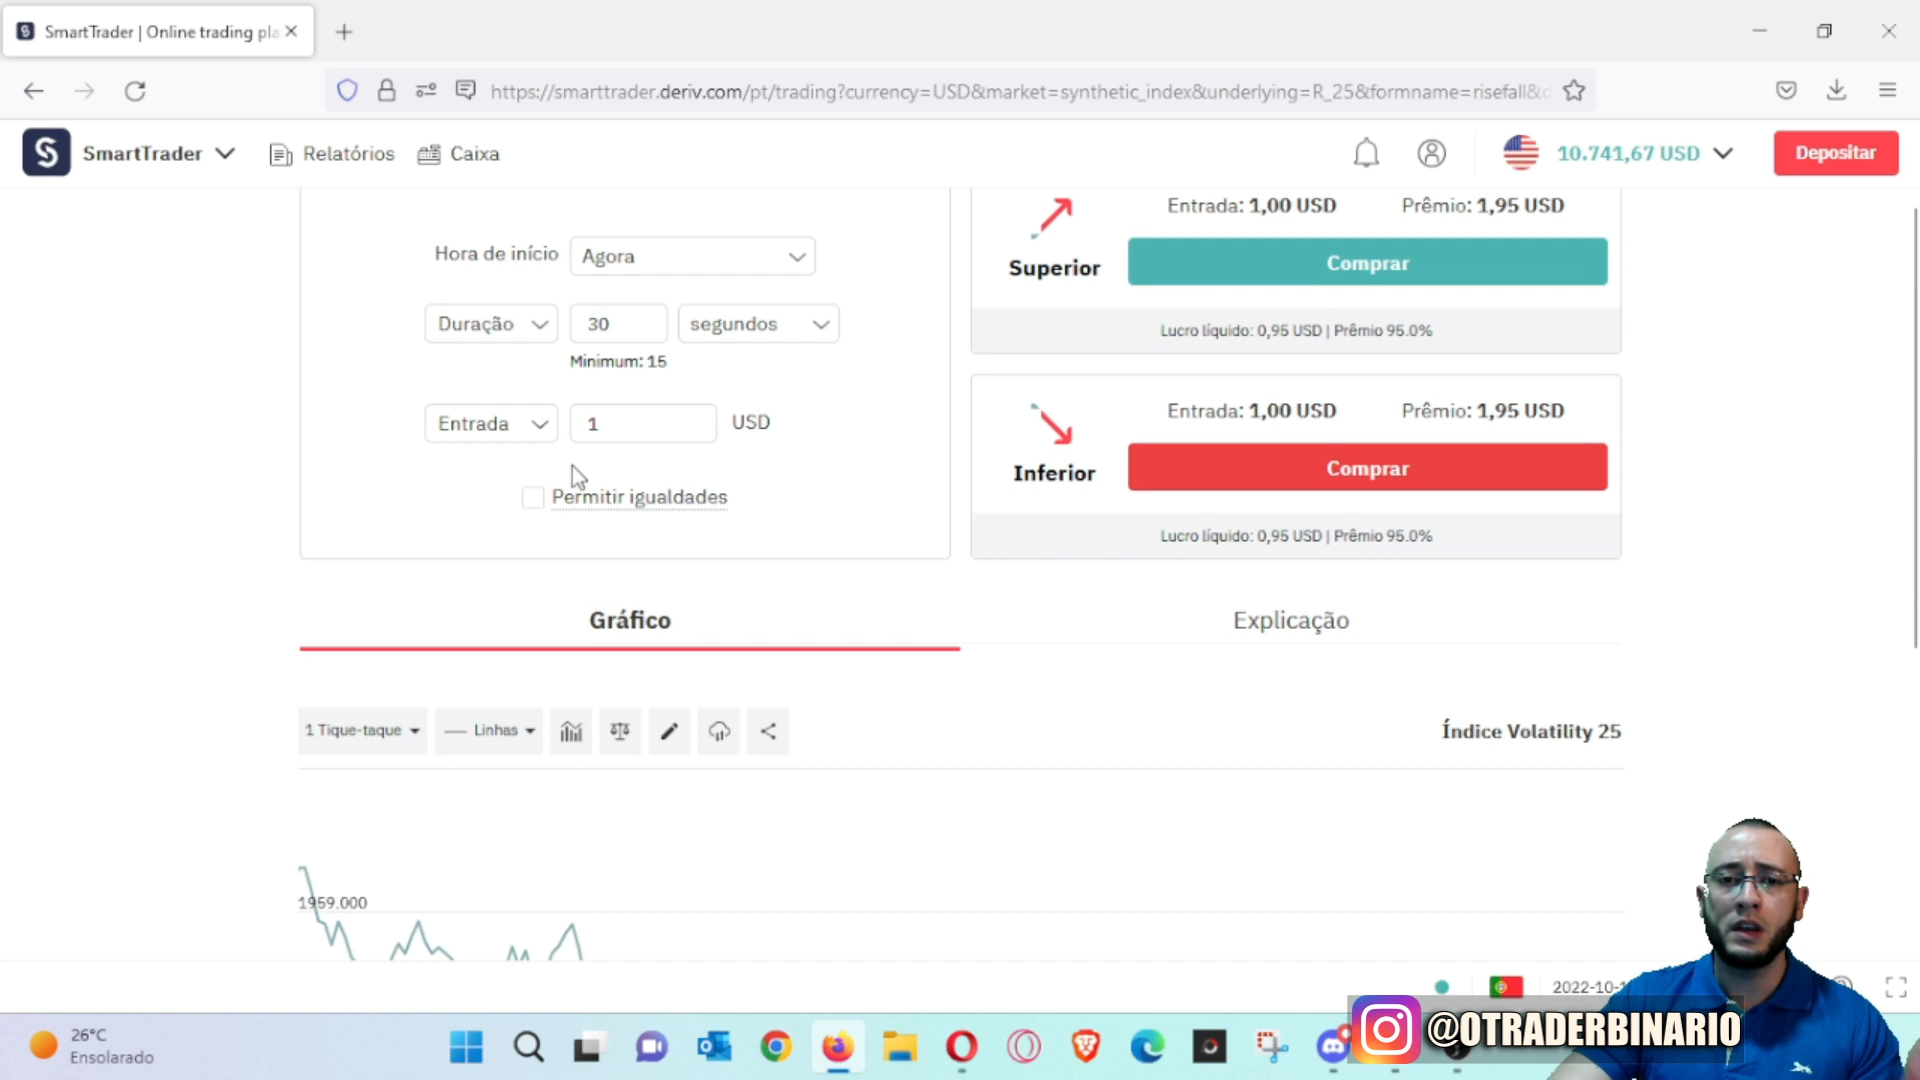 SmartTrader | Online trading pla
https://smarttrader.deriv.com/pt/trading?currency=USD&market=synthetic_index&underlying=R_25&formname=risefall&d
SmartTrader
Relatórios
Caixa
10.741,67 USD
Depositar
Hora de início
Agora
Duração
30
segundos
Minimum: 15
Entrada
1
USD
Permitir igualdades
Entrada: 1,00 USD
Prêmio: 1,95 USD
Superior
Comprar
Lucro líquido: 0,95 USD | Prêmio 95.0%
Entrada: 1,00 USD
Prêmio: 1,95 USD
Inferior
Comprar
Lucro líquido: 0,95 USD | Prêmio 95.0%
Gráfico
Explicação
1 Tique-taque
Linhas
Índice Volatility 25
1959.000
2022-10-1
@OTRADERBINARIO
26°C
Ensolarado